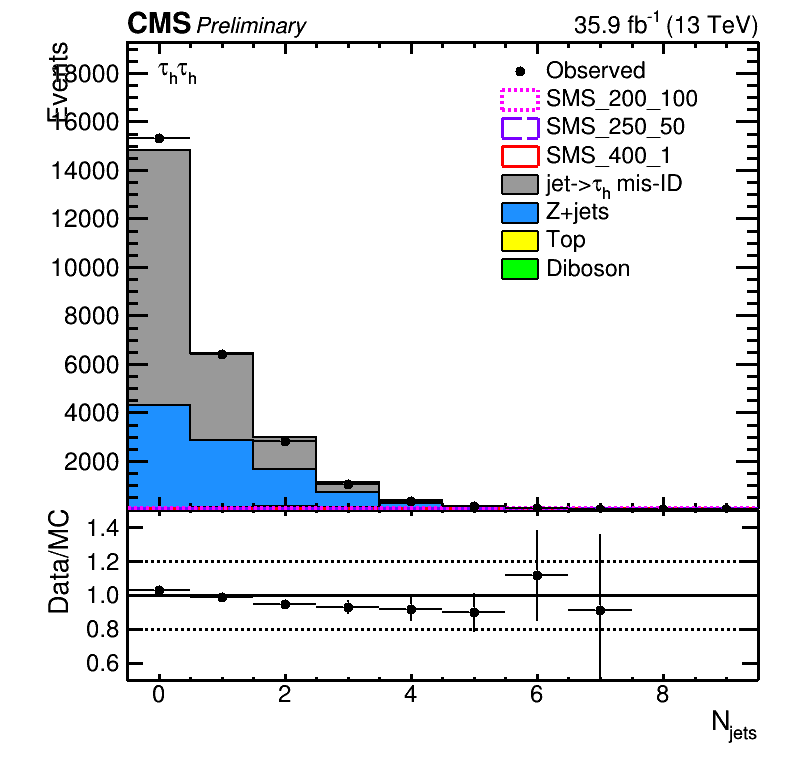 CMS Preliminary 35.9 fb⁻¹ (13 TeV)
Events
τhτh
18000
16000
14000
12000
10000
8000
6000
4000
2000
Observed
SMS_200_100
SMS_250_50
SMS_400_1
jet->τh mis-ID
Z+jets
Top
Diboson
Data/MC
1.4
1.2
1.0
0.8
0.6
0 2 4 6 8
Njets